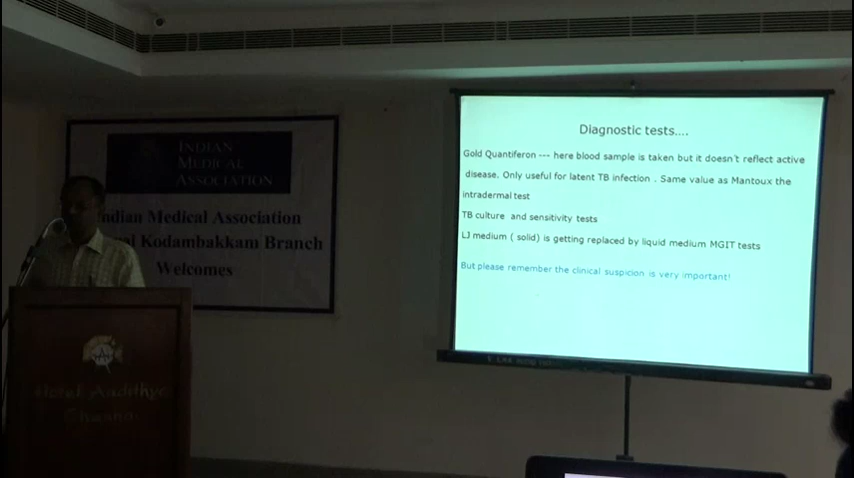 INDIAN
MEDICAL
ASSOCIATION
Indian Medical Association
Kodambakkam Branch
Welcomes
Diagnostic tests....
Gold Quantiferon --- here blood sample is taken but it doesn't reflect active
disease. Only useful for latent TB infection . Same value as Mantoux the
intradermal test
TB culture and sensitivity tests
LJ medium ( solid) is getting replaced by liquid medium MGIT tests
But please remember the clinical suspicion is very important!
Hotel